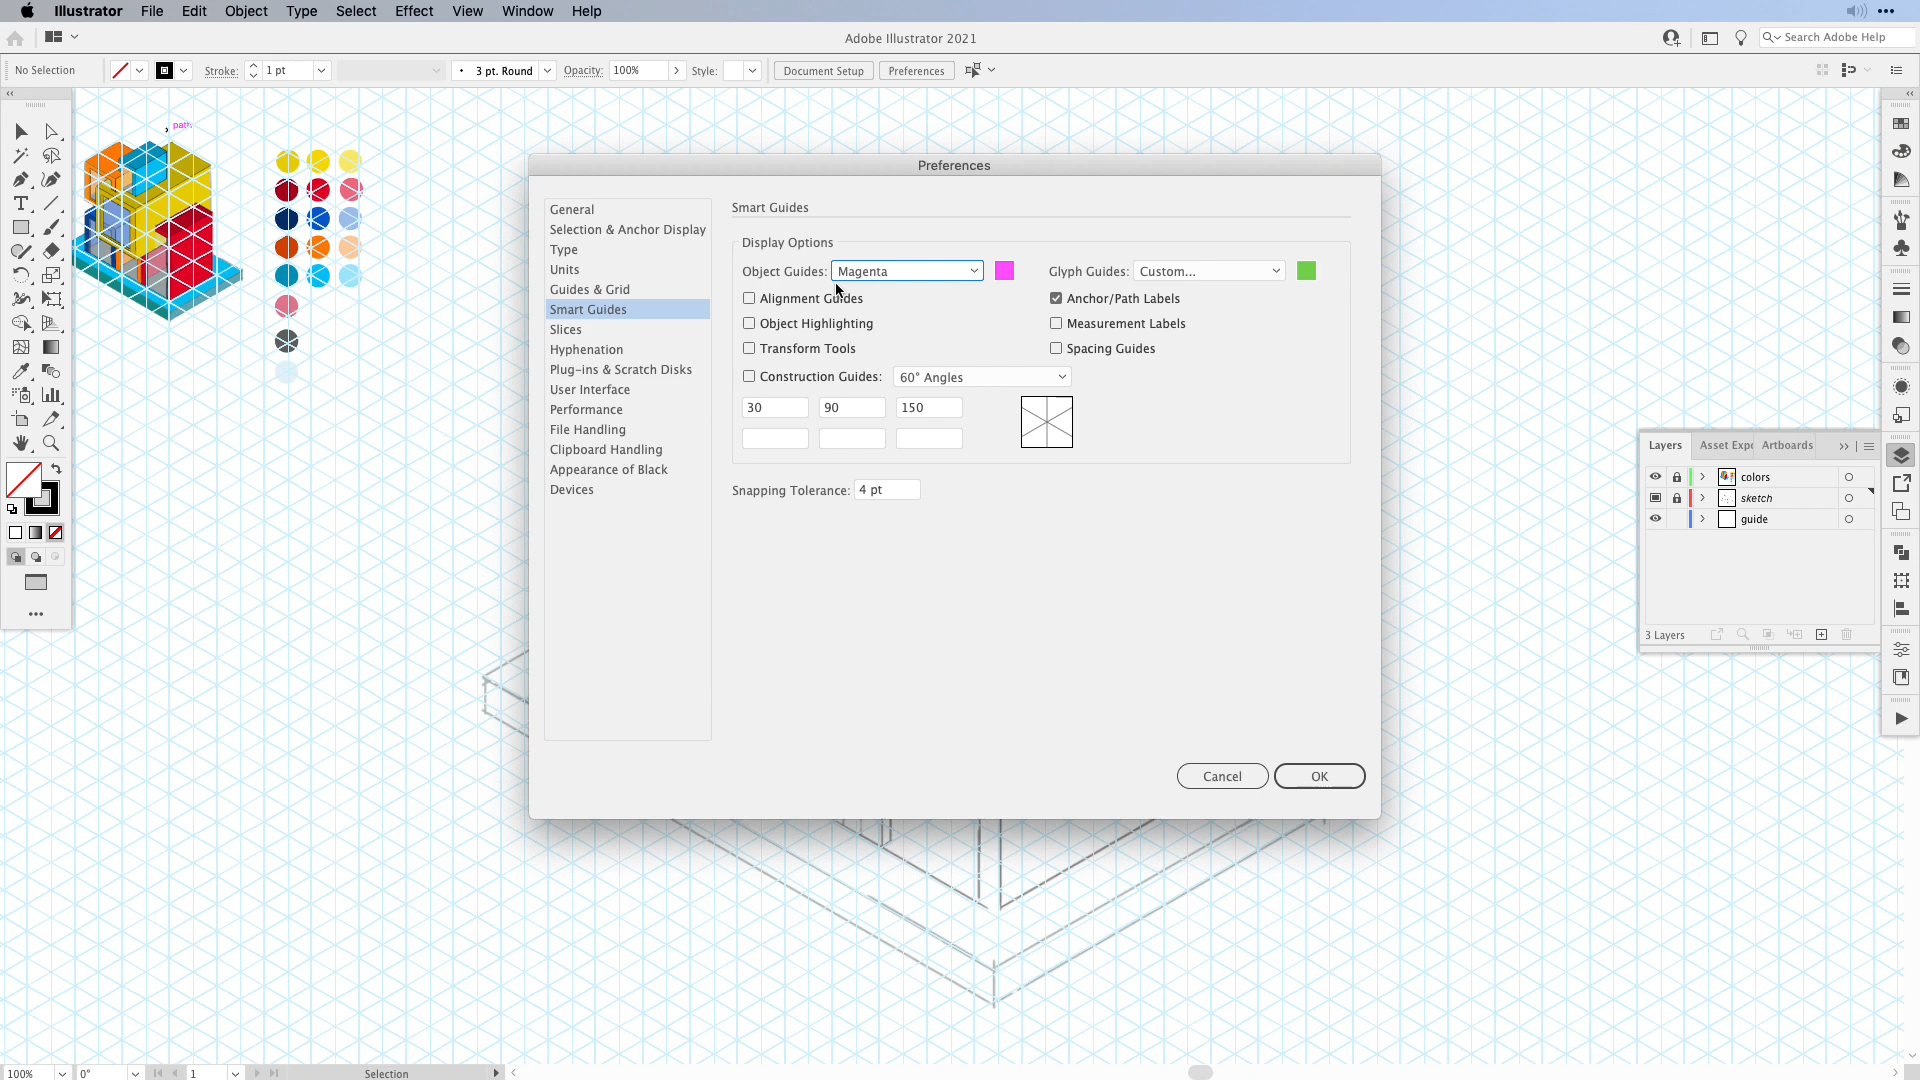 Illustrator File Edit Object Type Select Effect View Window Help
Adobe Illustrator 2021
Search Adobe Help
No Selection Stroke: 1 pt 3 pt. Round Opacity: 100% Style: Document Setup Preferences
path
Preferences
General
Selection & Anchor Display
Type
Units
Guides & Grid
Smart Guides
Slices
Hyphenation
Plug-ins & Scratch Disks
User Interface
Performance
File Handling
Clipboard Handling
Appearance of Black
Devices
Smart Guides
Display Options
Object Guides: Magenta Glyph Guides: Custom...
Alignment Guides Anchor/Path Labels
Object Highlighting Measurement Labels
Transform Tools Spacing Guides
Construction Guides: 60° Angles
30 90 150
Snapping Tolerance: 4 pt
Cancel OK
Layers Asset Expo Artboards
colors
sketch
guide
3 Layers
100% 0° 1 Selection